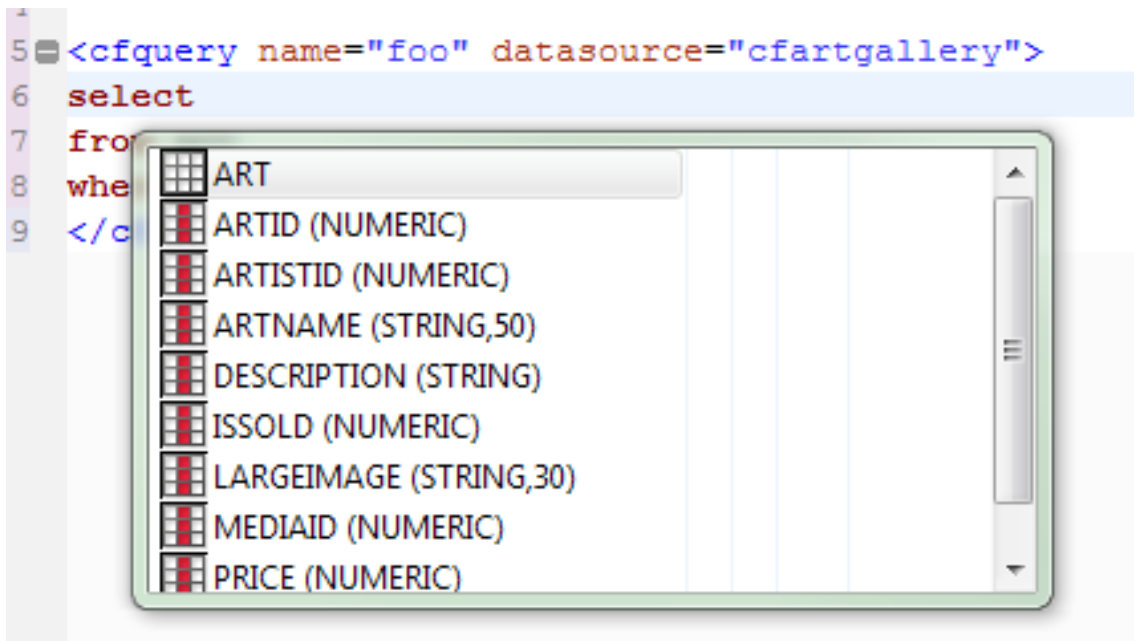 5 <cfquery name="foo" datasource="cfartgallery">
6 select
7 fro
8 whe
9 </c
ART
ARTID (NUMERIC)
ARTISTID (NUMERIC)
ARTNAME (STRING,50)
DESCRIPTION (STRING)
ISSOLD (NUMERIC)
LARGEIMAGE (STRING,30)
MEDIAID (NUMERIC)
PRICE (NUMERIC)